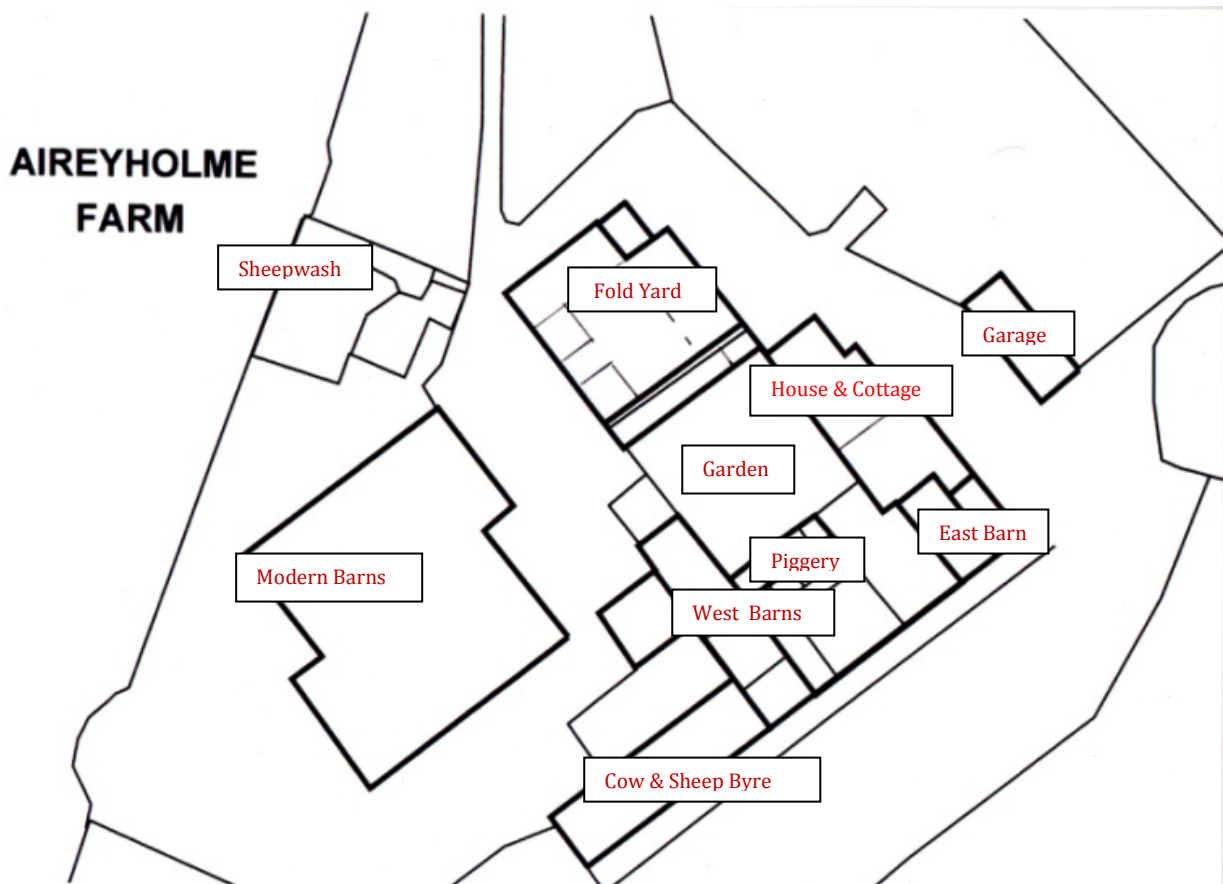 AIREYHOLME
FARM
Sheepwash
Fold Yard
Garage
House & Cottage
Garden
East Barn
Piggery
Modern Barns
West Barns
Cow & Sheep Byre